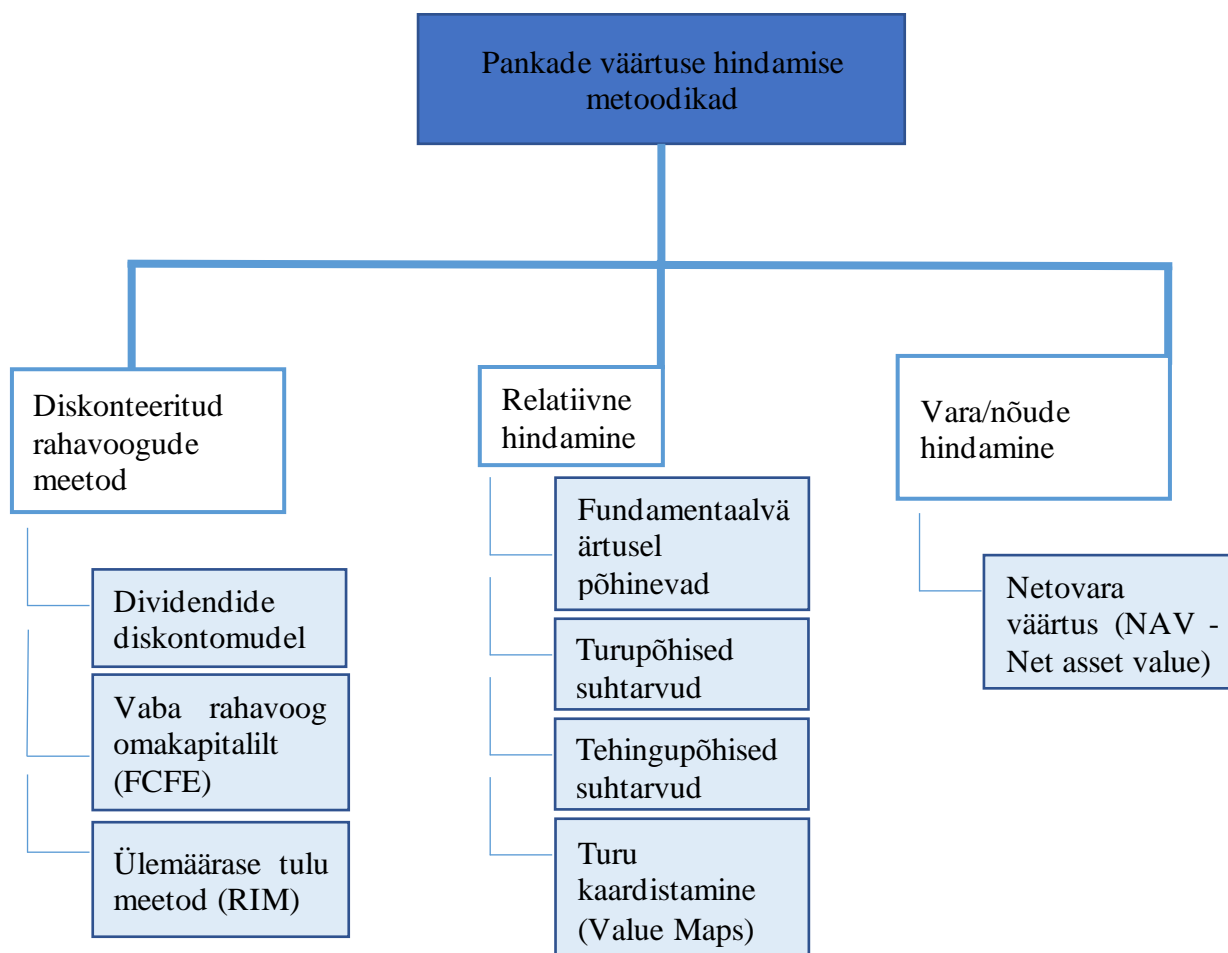 Pankade väärtuse hindamise
metoodikad
Diskonteeritud
rahavoogude
meetod
Dividendide
diskontomudel
Vaba rahavoog
omakapitalilt
(FCFE)
Ülemäärase tulu
meetod (RIM)
Relatiivne
hindamine
Fundamentaalvä
ärtusel
põhinevad
Turupõhised
suhtarvud
Tehingupõhised
suhtarvud
Turu
kaardistamine
(Value Maps)
Vara/nõude
hindamine
Netovara
väärtus (NAV -
Net asset value)